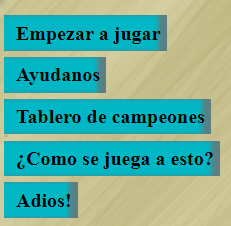 Empezar a jugar
Ayudanos
Tablero de campeones
¿Como se juega a esto?
Adios!